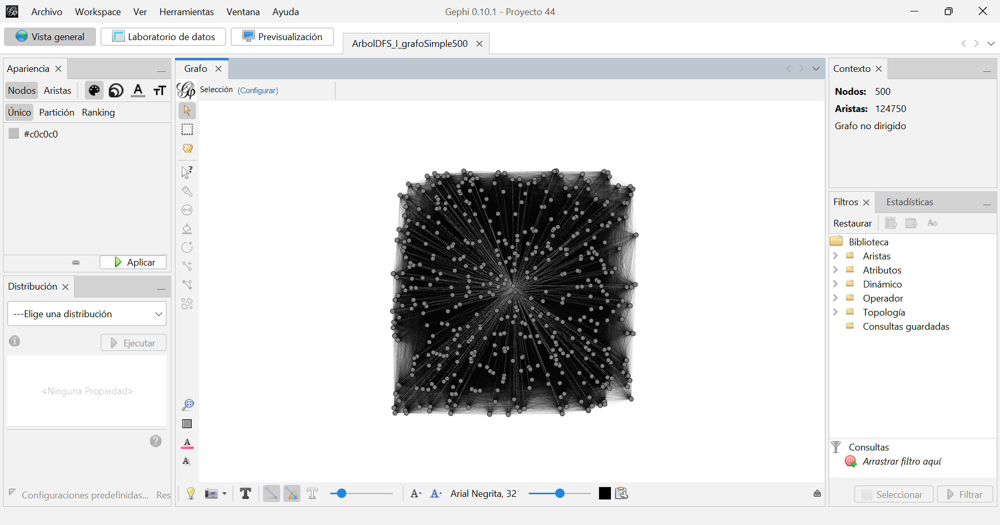 Archivo Workspace Ver Herramientas Ventana Ayuda
Gephi 0.10.1 - Proyecto 44
Vista general
Laboratorio de datos
Previsualización
ArbolDFS_I_grafoSimple500
Apariencia
Nodos Aristas
Único Partición Ranking
#c0c0c0
Aplicar
Distribución
---Elige una distribución
Ejecutar
<Ninguna Propiedad>
Configuraciones predefinidas... Res
Grafo
Selección (Configurar)
Arial Negrita, 32
Contexto
Nodos: 500
Aristas: 124750
Grafo no dirigido
Filtros
Estadísticas
Restaurar
Biblioteca
Aristas
Atributos
Dinámico
Operador
Topología
Consultas guardadas
Consultas
Arrastrar filtro aquí
Seleccionar
Filtrar